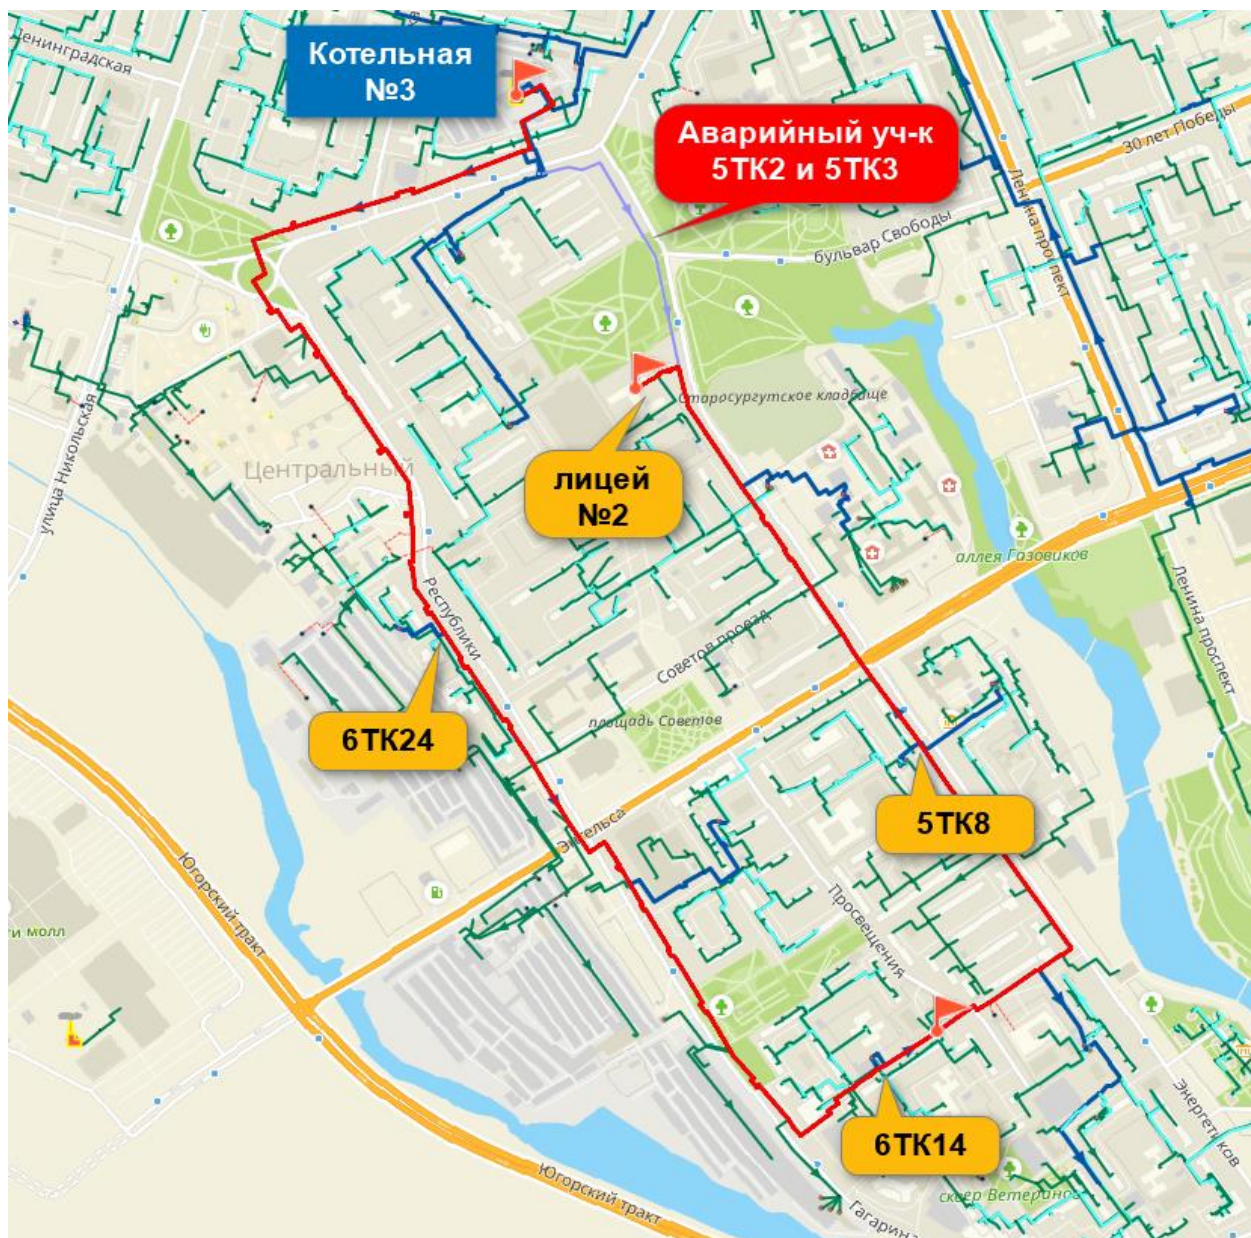 Ленинградская
Котельная
№3
Аварийный уч-к
5ТК2 и 5ТК3
30 лет Победы
Ленина проспект
бульвар Свободы
Старосургутское кладбище
улица Никольская
Центральный
лицей
№2
аллея Газовиков
Республики
Советов проезд
Ленина проспект
6ТК24
площадь Советов
5ТК8
Энгельса
Югорский тракт
ти молл
Просвещения
6ТК14
Энергетиков
сквер Ветеранов
Югорский тракт
Гагарина